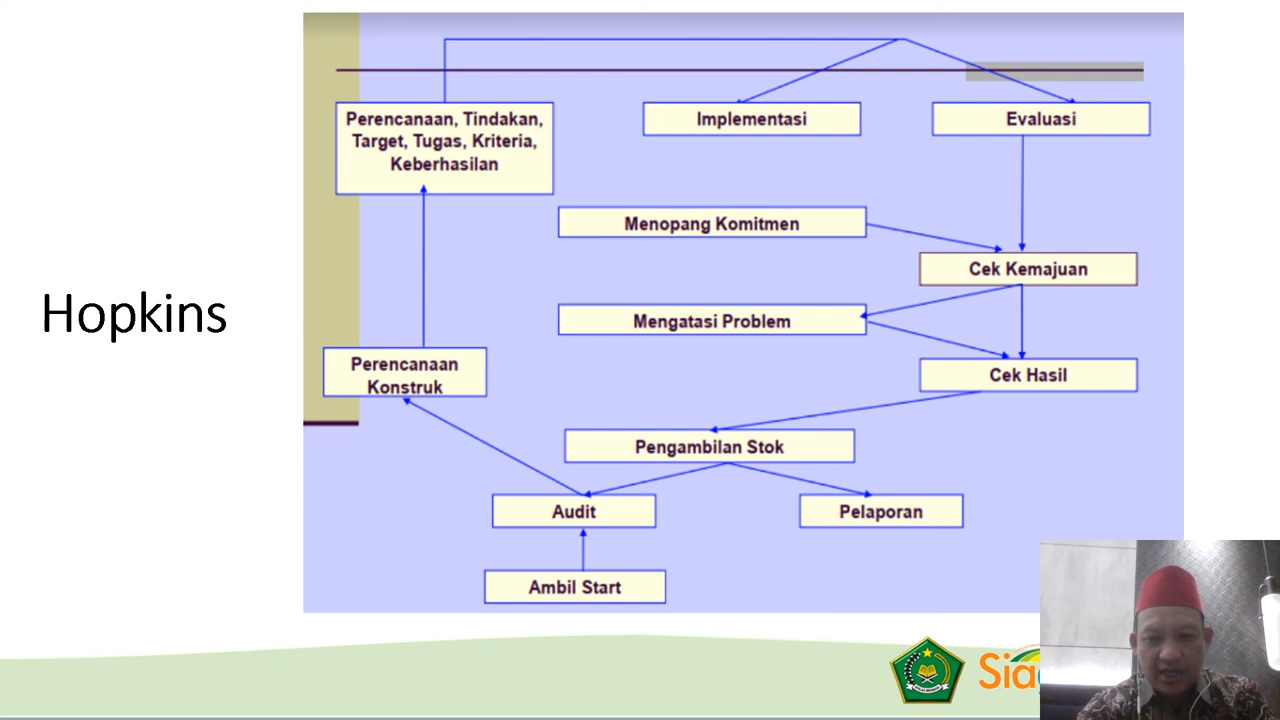 Hopkins
Perencanaan, Tindakan,
Target, Tugas, Kriteria,
Keberhasilan
Implementasi
Evaluasi
Menopang Komitmen
Cek Kemajuan
Mengatasi Problem
Perencanaan
Konstruk
Cek Hasil
Pengambilan Stok
Audit
Pelaporan
Ambil Start